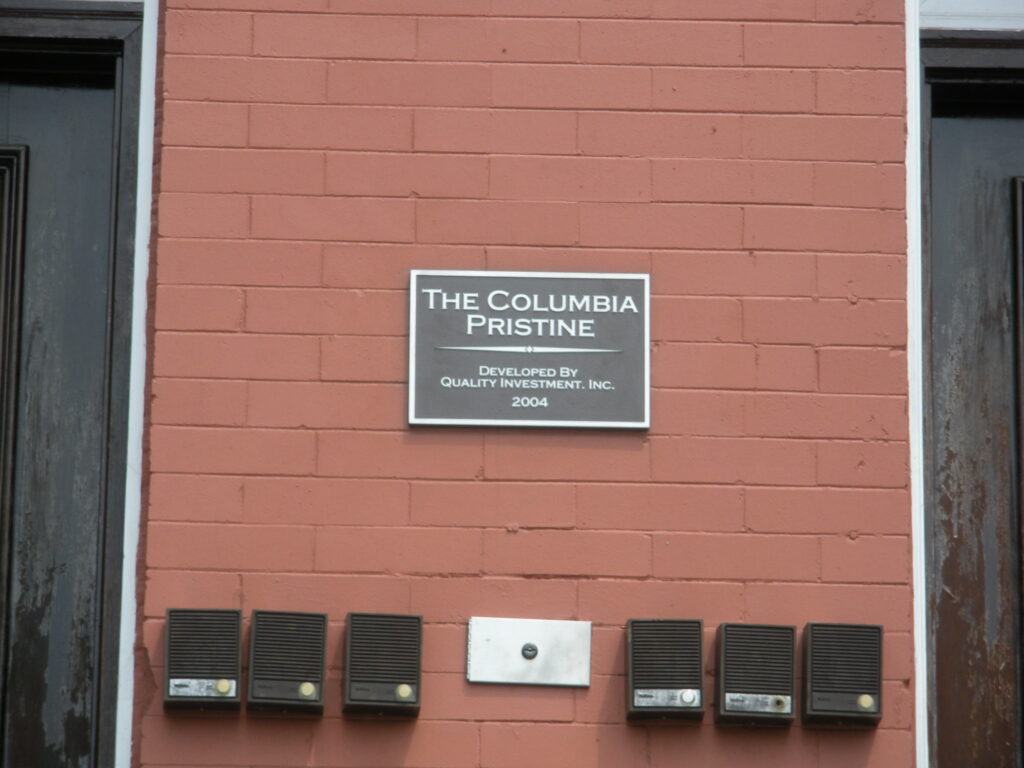 THE COLUMBIA
PRISTINE
DEVELOPED BY
QUALITY INVESTMENT, INC.
2004